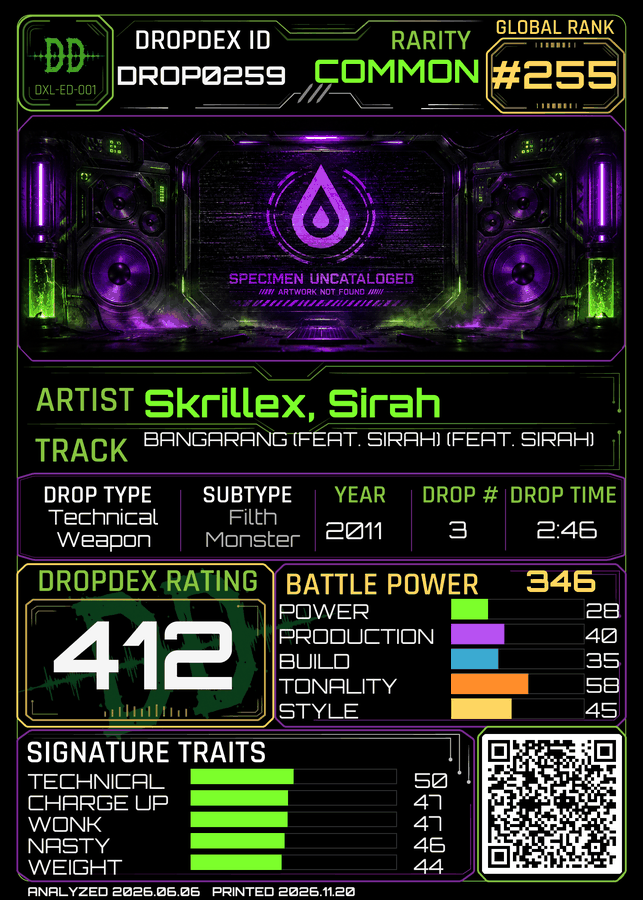 DD
DXL-ED-001
DROPDEX ID
DROP0259
RARITY
COMMON
GLOBAL RANK
#255
SPECIMEN UNCATALOGED
ARTWORK NOT FOUND
ARTIST Skrillex, Sirah
TRACK BANGARANG (FEAT. SIRAH) (FEAT. SIRAH)
DROP TYPE SUBTYPE YEAR DROP # DROP TIME
Technical Weapon Filth Monster 2011 3 2:46
DROPDEX RATING
412
BATTLE POWER 346
POWER 28
PRODUCTION 40
BUILD 35
TONALITY 58
STYLE 45
SIGNATURE TRAITS
TECHNICAL 50
CHARGE UP 47
WONK 47
NASTY 46
WEIGHT 44
ANALYZED 2026.06.06 PRINTED 2026.11.20